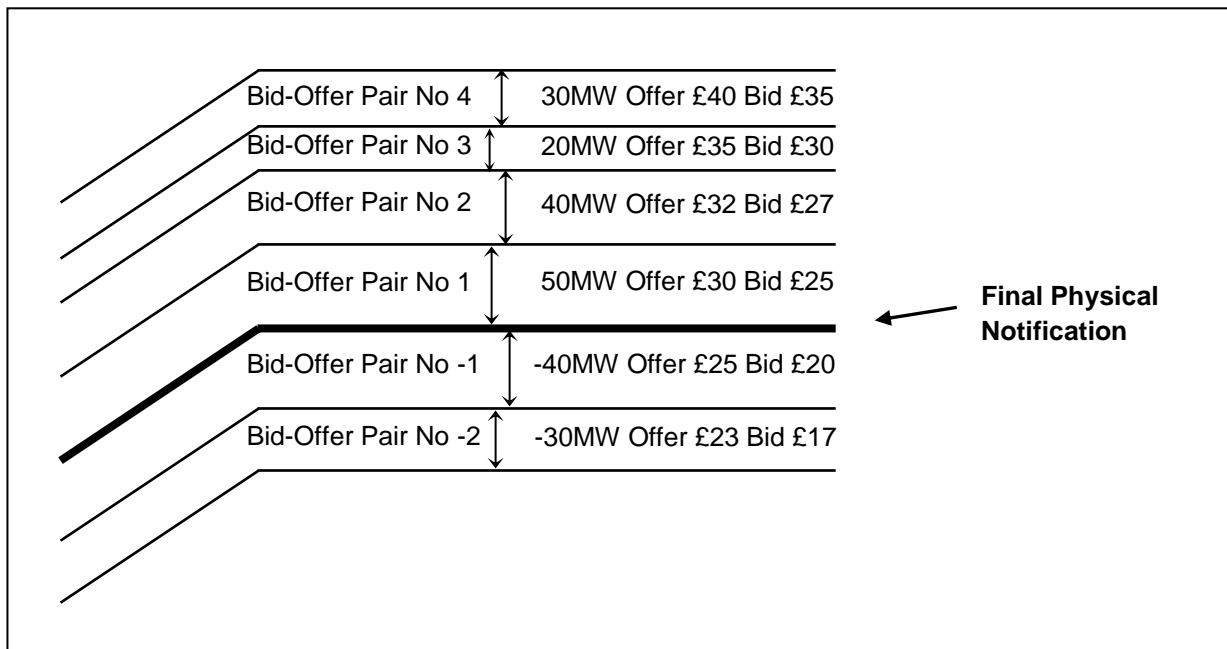 Bid-Offer Pair No 4 30MW Offer £40 Bid £35
Bid-Offer Pair No 3 20MW Offer £35 Bid £30
Bid-Offer Pair No 2 40MW Offer £32 Bid £27
Bid-Offer Pair No 1 50MW Offer £30 Bid £25
Final Physical
Notification
Bid-Offer Pair No -1 -40MW Offer £25 Bid £20
Bid-Offer Pair No -2 -30MW Offer £23 Bid £17